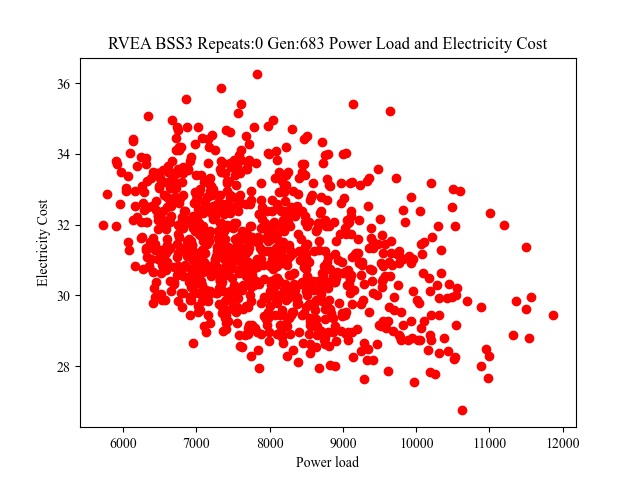 RVEA BSS3 Repeats:0 Gen:683 Power Load and Electricity Cost
36
34
32
30
28
Electricity Cost
6000 7000 8000 9000 10000 11000 12000
Power load